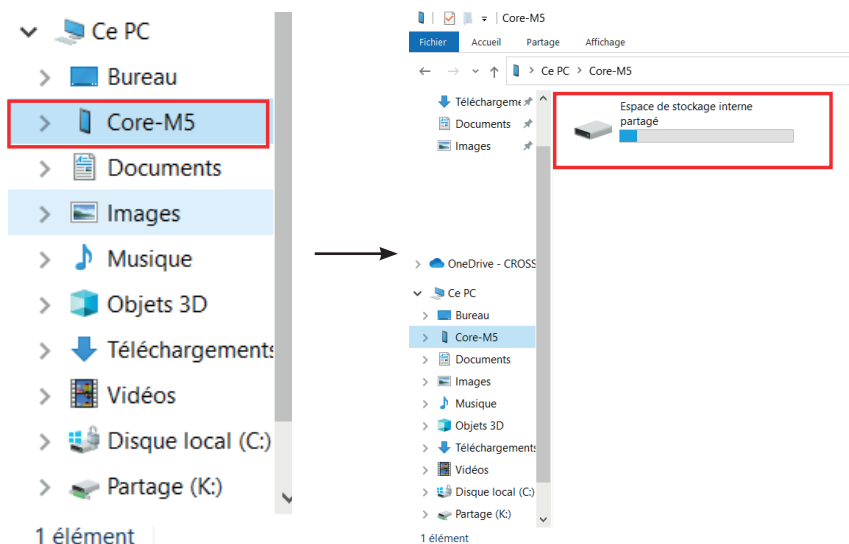 Ce PC
Bureau
Core-M5
Documents
Images
Musique
Objets 3D
Téléchargements
Vidéos
Disque local (C:)
Partage (K:)
1 élément
Core-M5
Fichier Accueil Partage Affichage
Ce PC > Core-M5
Téléchargeme
Documents
Images
OneDrive - CROSS
Ce PC
Bureau
Core-M5
Documents
Images
Musique
Objets 3D
Téléchargements
Vidéos
Disque local (C:)
Partage (K:)
1 élément
Espace de stockage interne
partagé